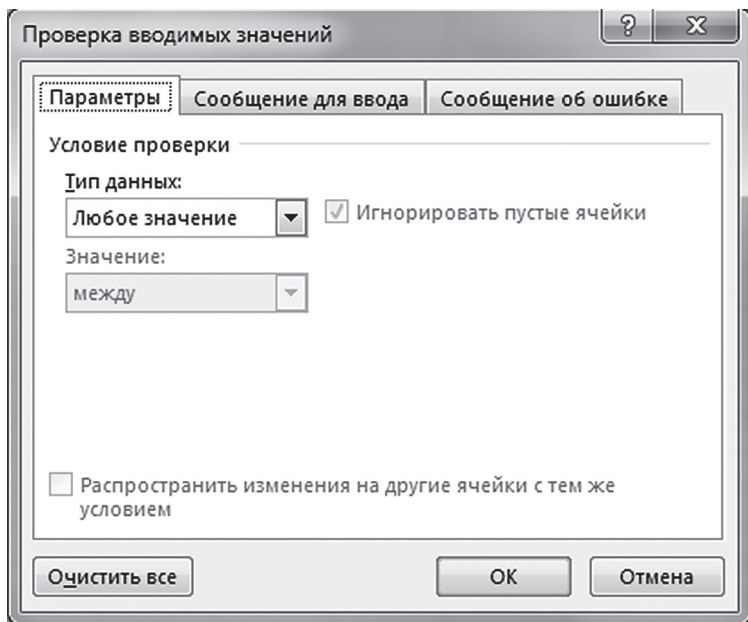 Проверка вводимых значений
Параметры
Сообщение для ввода
Сообщение об ошибке
Условие проверки
Тип данных:
Любое значение
Игнорировать пустые ячейки
Значение:
между
Распространить изменения на другие ячейки с тем же
условием
Очистить все
ОК
Отмена